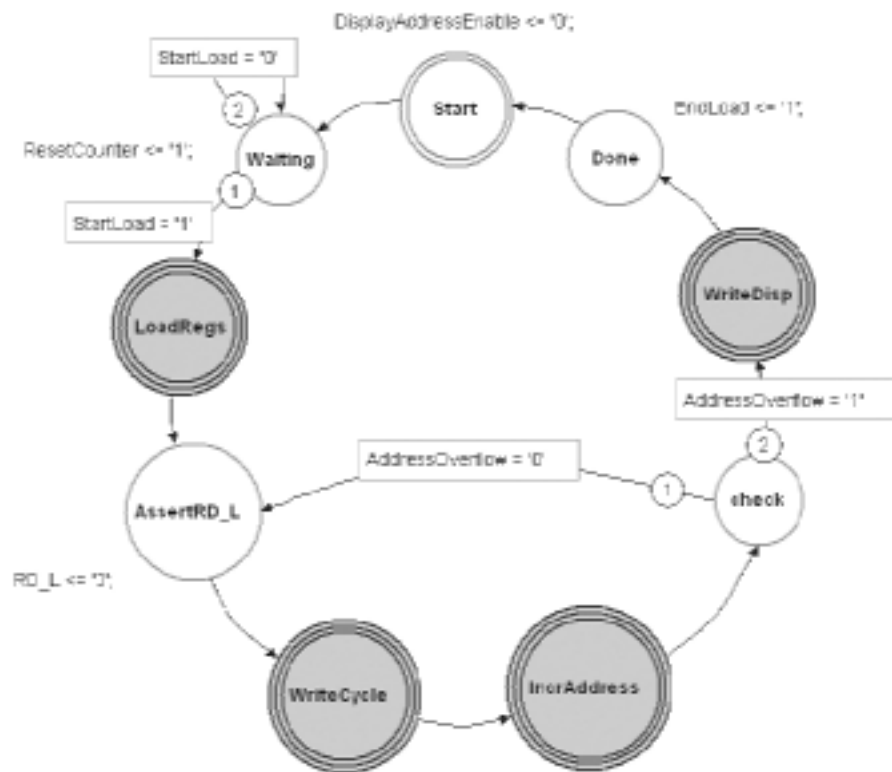 DisplayAddressEnable <= '0';
StartLoad = '0'
2
Start
EndLoad <= '1';
ResetCounter <= '1';
Waiting
Done
1
StartLoad = '1'
LoadRegs
WriteDisp
AddressOverflow = '1'
AddressOverflow = '0'
2
1
AssertRD_L
check
RD_L <= '0';
WriteCycle
IncrAddress